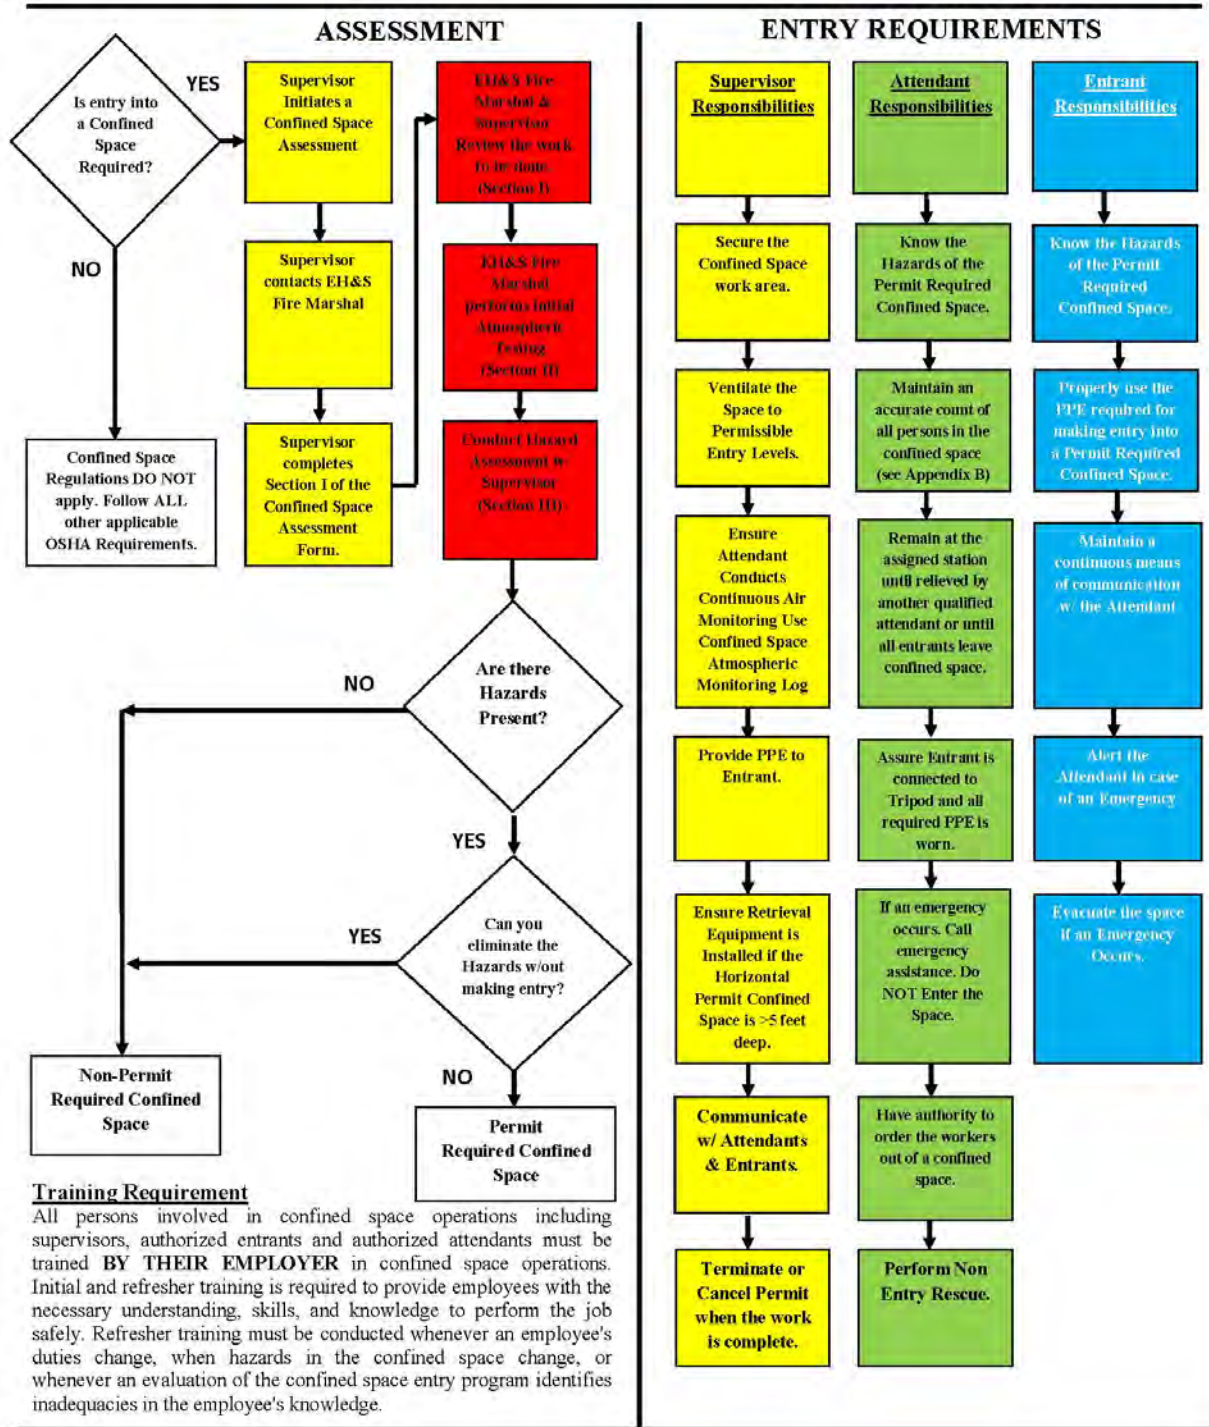 ASSESSMENT
Is entry into
a Confined
Space
Required?
YES
NO
Supervisor
Initiates a
Confined Space
Assessment
Supervisor
contacts EH&S
Fire Marshal
Supervisor
completes
Section I of the
Confined Space
Assessment
Form.
Confined Space
Regulations DO NOT
apply. Follow ALL
other applicable
OSHA Requirements.
EH&S Fire
Marshal &
Supervisor
Review the work
to be done
(Section I)
EH&S Fire
Marshal
performs initial
Atmospheric
Testing
(Section II)
Conduct Hazard
Assessment w/
Supervisor
(Section III)
Are there
Hazards
Present?
NO
YES
Can you
eliminate the
Hazards w/out
making entry?
YES
NO
Non-Permit
Required Confined
Space
Permit
Required Confined
Space
Training Requirement
All persons involved in confined space operations including
supervisors, authorized entrants and authorized attendants must be
trained BY THEIR EMPLOYER in confined space operations.
Initial and refresher training is required to provide employees with the
necessary understanding, skills, and knowledge to perform the job
safely. Refresher training must be conducted whenever an employee's
duties change, when hazards in the confined space change, or
whenever an evaluation of the confined space entry program identifies
inadequacies in the employee's knowledge.
ENTRY REQUIREMENTS
Supervisor
Responsibilities
Secure the
Confined Space
work area.
Ventilate the
Space to
Permissible
Entry Levels.
Ensure
Attendant
Conducts
Continuous Air
Monitoring Use
Confined Space
Atmospheric
Monitoring Log
Provide PPE to
Entrant.
Ensure Retrieval
Equipment is
Installed if the
Horizontal
Permit Confined
Space is >5 feet
deep.
Communicate
w/ Attendants
& Entrants.
Terminate or
Cancel Permit
when the work
is complete.
Attendant
Responsibilities
Know the
Hazards of the
Permit Required
Confined Space.
Maintain an
accurate count of
all persons in the
confined space
(see Appendix B)
Remain at the
assigned station
until relieved by
another qualified
attendant or until
all entrants leave
confined space.
Assure Entrant is
connected to
Tripod and all
required PPE is
worn.
If an emergency
occurs. Call
emergency
assistance. Do
NOT Enter the
Space.
Have authority to
order the workers
out of a confined
space.
Perform Non
Entry Rescue.
Entrant
Responsibilities
Know the Hazards
of the Permit
Required
Confined Space.
Properly use the
PPE required for
making entry into
a Permit Required
Confined Space.
Maintain a
continuous means
of communication
w/ the Attendant
Alert the
Attendant in case
of an Emergency
Evacuate the space
if an Emergency
Occurs.